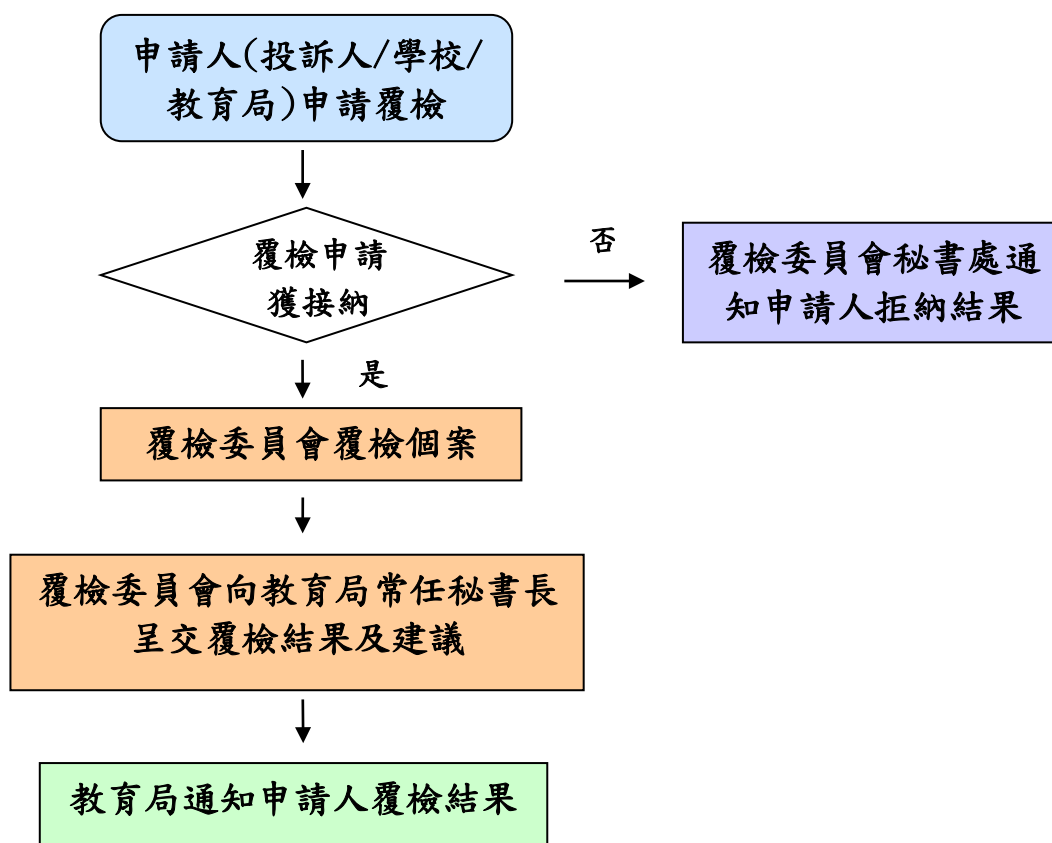 申請人(投訴人/學校/
教育局)申請覆檢
覆檢申請
獲接納
否
覆檢委員會秘書處通
知申請人拒納結果
是
覆檢委員會覆檢個案
覆檢委員會向教育局常任秘書長
呈交覆檢結果及建議
教育局通知申請人覆檢結果